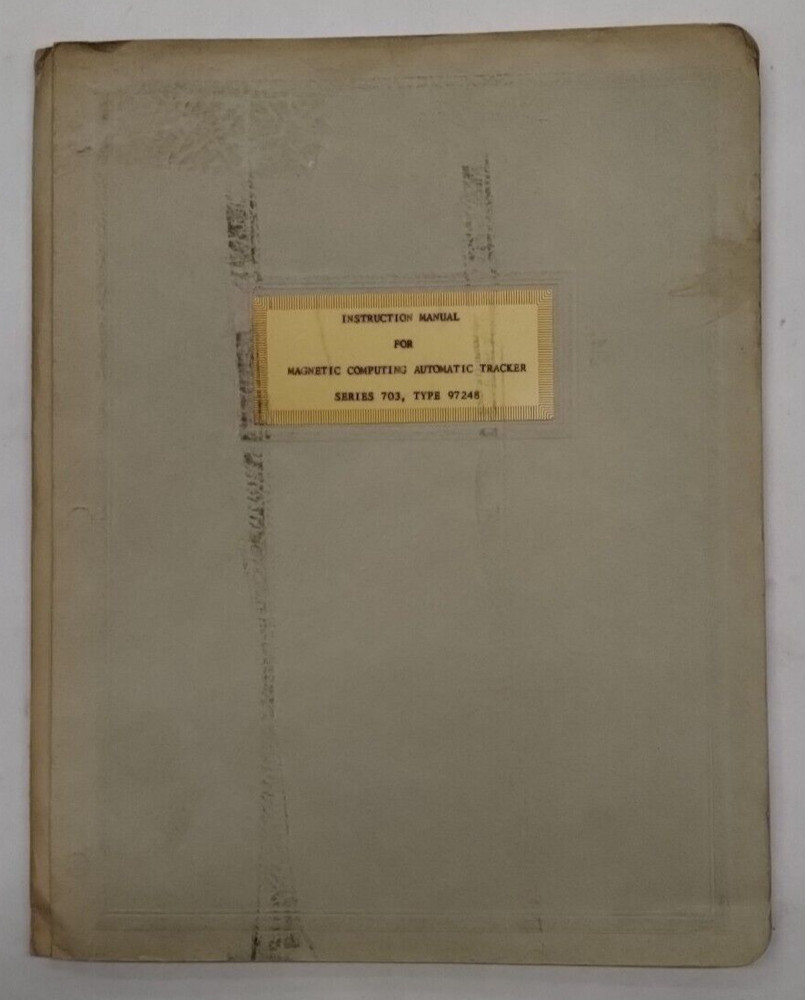 INSTRUCTION MANUAL
FOR
MAGNETIC COMPUTING AUTOMATIC TRACKER
SERIES 703, TYPE 97248